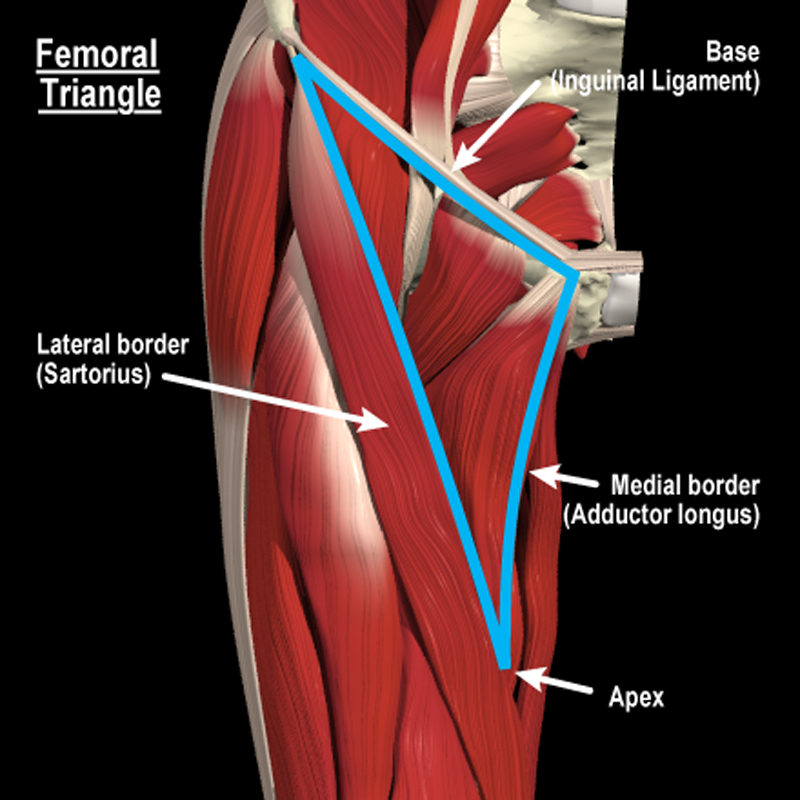 Femoral
Triangle
Base
(Inguinal Ligament)
Lateral border
(Sartorius)
Medial border
(Adductor longus)
Apex